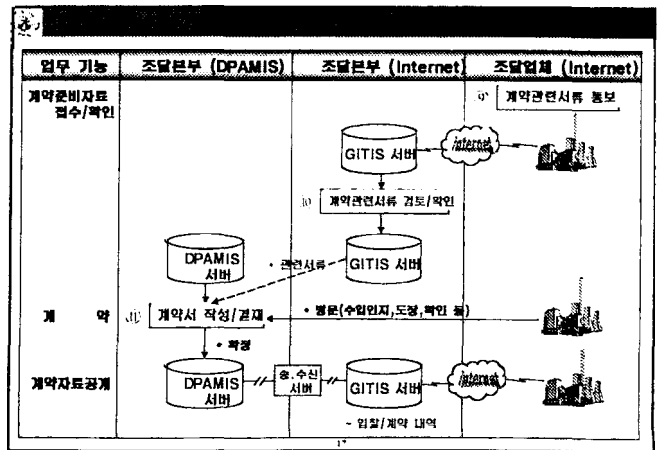 업무 기능
조달본부 (DPAMIS)
조달본부 (Internet)
조달업체 (Internet)
계약준비자료
접수/확인
계약관련서류 통보
GITIS 서버
internet
계약관련서류 검토/확인
DPAMIS
서버
• 관련서류
GITIS 서버
계 약
계약서 작성/결재
• 방문(수입인지,도장,확인 등)
• 확정
계약자료공개
DPAMIS
서버
송,수신
서버
GITIS 서버
internet
~ 입찰/계약 내역